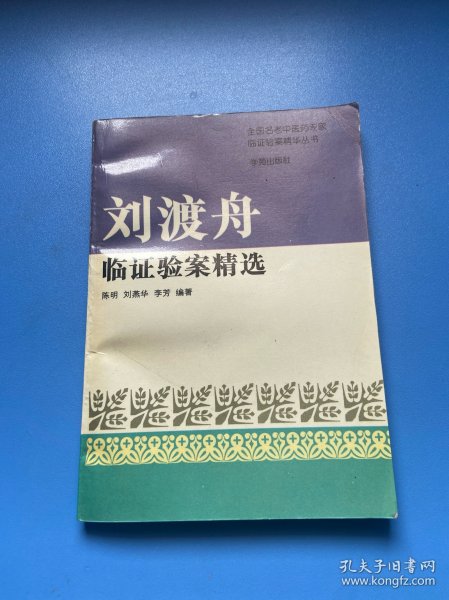 全国名老中医药专家
临证验案精华丛书
学苑出版社
刘渡舟
临证验案精选
陈明 刘燕华 李芳 编著
孔夫子旧书网
www.kongfz.com